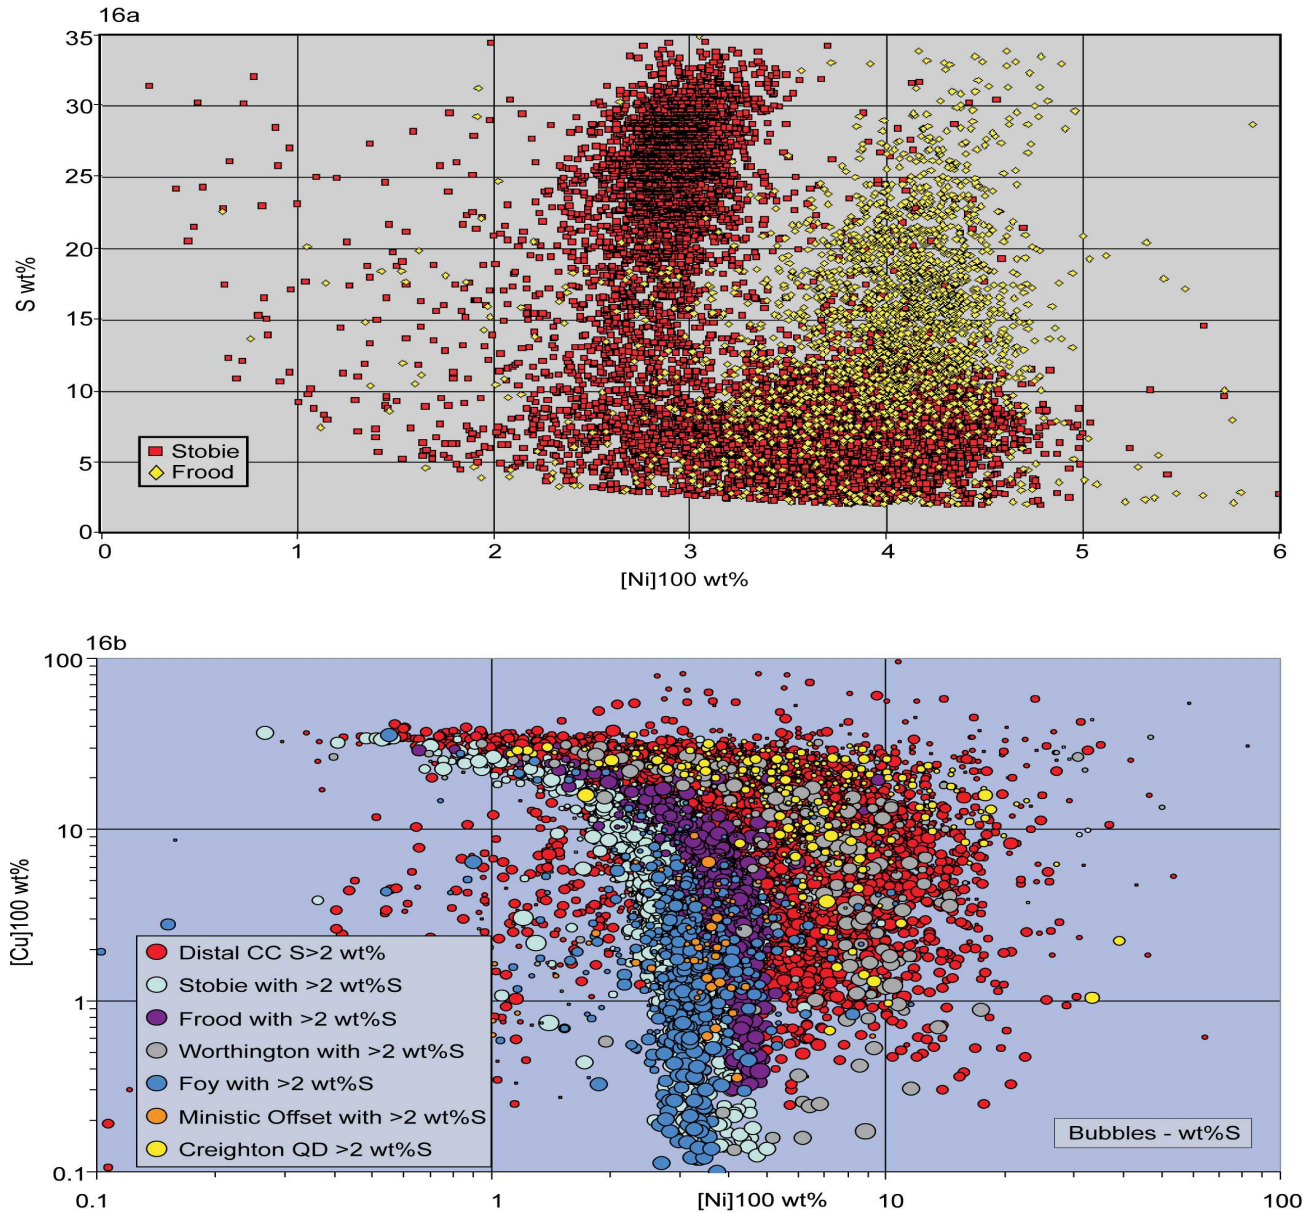 16a
35
30
25
20
15
10
5
0
S wt%
Stobie
Frood
0 1 2 3 4 5 6
[Ni]100 wt%
16b
100
10
1
0.1
[Cu]100 wt%
Distal CC S>2 wt%
Stobie with >2 wt%S
Frood with >2 wt%S
Worthington with >2 wt%S
Foy with >2 wt%S
Ministic Offset with >2 wt%S
Creighton QD >2 wt%S
Bubbles - wt%S
0.1 1 10 100
[Ni]100 wt%